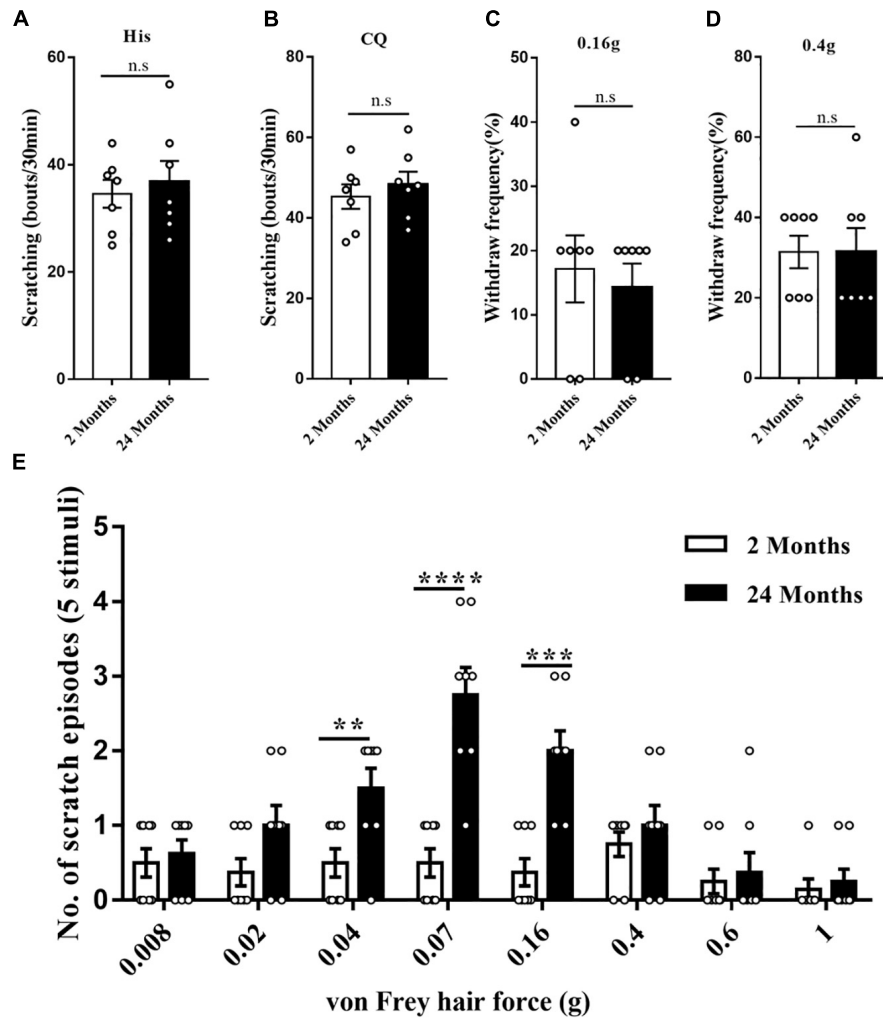 A
His
n.s
Scratching (bouts/30min)
60
40
20
0
2 Months
24 Months
B
CQ
n.s
Scratching (bouts/30min)
80
60
40
20
0
2 Months
24 Months
C
0.16g
n.s
Withdraw frequency(%)
50
40
30
20
10
0
2 Months
24 Months
D
0.4g
n.s
Withdraw frequency(%)
80
60
40
20
0
2 Months
24 Months
E
No. of scratch episodes (5 stimuli)
5
4
3
2
1
0
2 Months
24 Months
**
****
***
0.008
0.02
0.04
0.07
0.16
0.4
0.6
1
von Frey hair force (g)